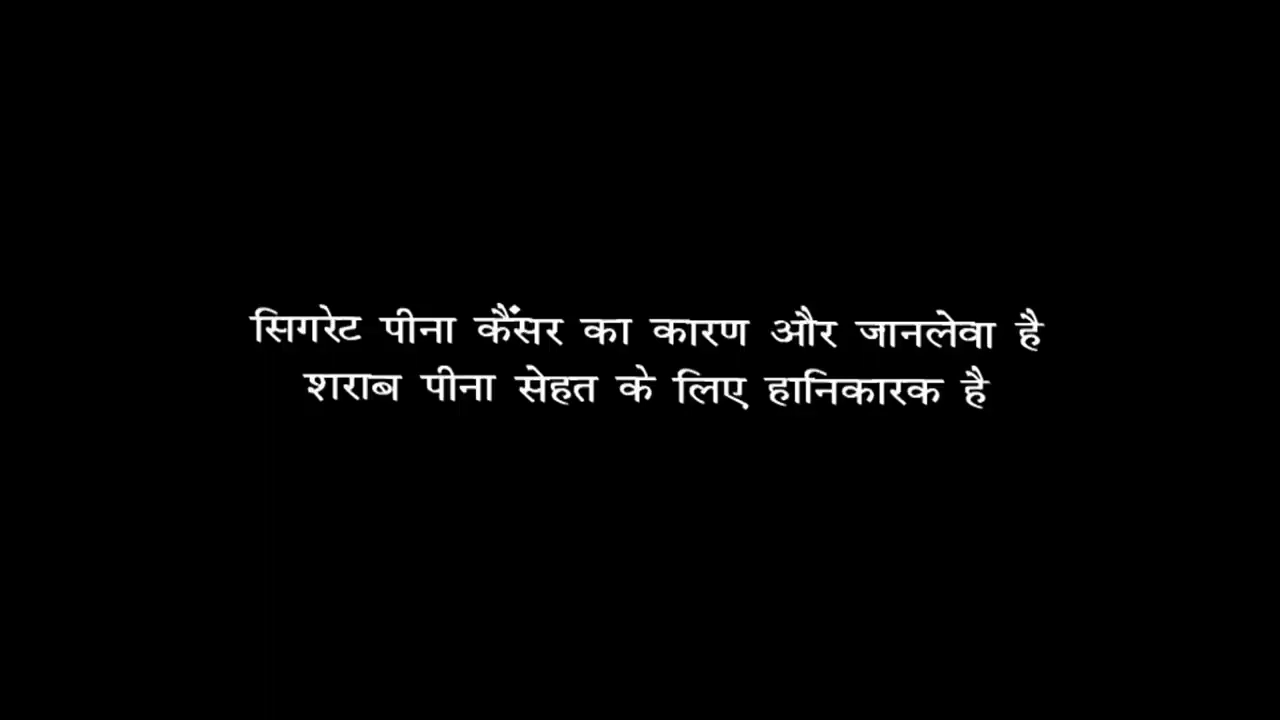 सिगरेट पीना कैंसर का कारण और जानलेवा है
शराब पीना सेहत के लिए हानिकारक है